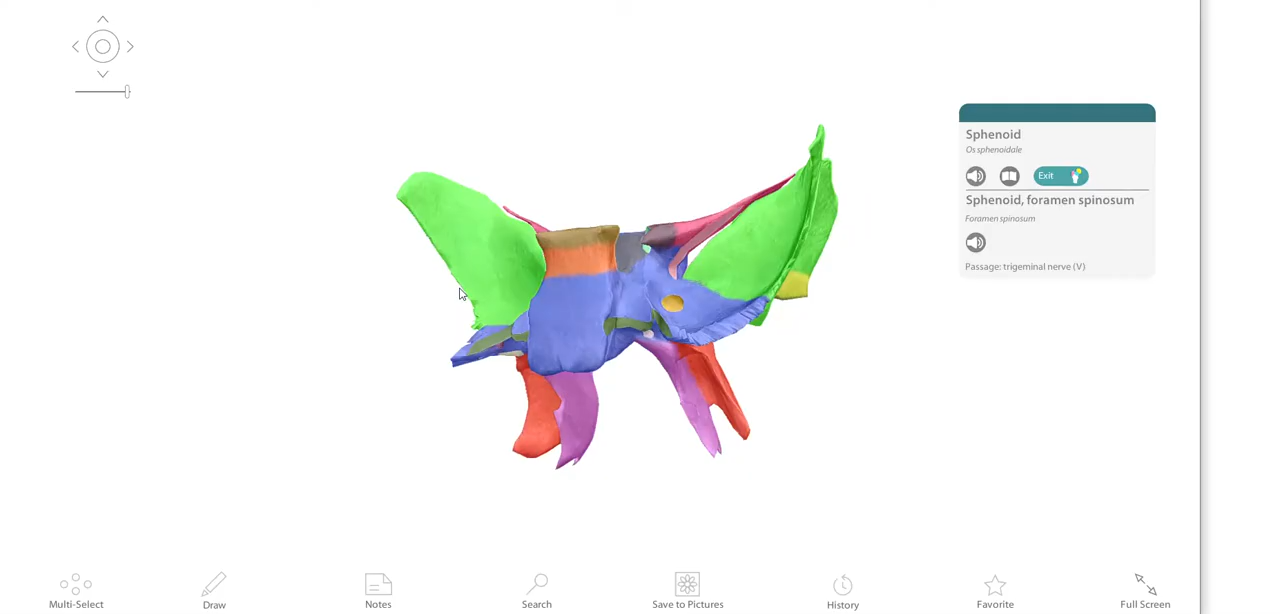 Sphenoid
Os sphenoidale
Exit
Sphenoid, foramen spinosum
Foramen spinosum
Passage: trigeminal nerve (V)
Multi-Select
Draw
Notes
Search
Save to Pictures
History
Favorite
Full Screen